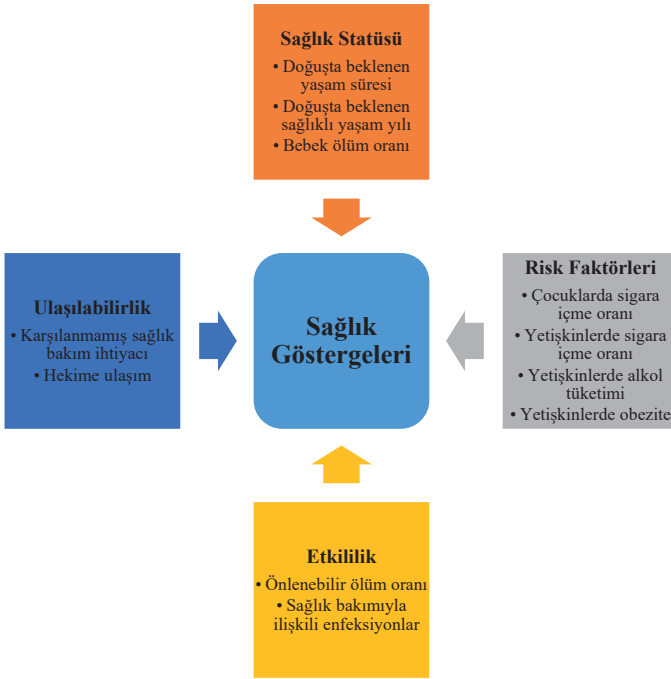 Sağlık Statüsü
• Doğuşta beklenen
yaşam süresi
• Doğuşta beklenen
sağlıklı yaşam yılı
• Bebek ölüm oranı
Ulaşılabilirlik
• Karşılanmamış sağlık
bakım ihtiyacı
• Hekime ulaşım
Sağlık
Göstergeleri
Risk Faktörleri
• Çocuklarda sigara
içme oranı
• Yetişkinlerde sigara
içme oranı
• Yetişkinlerde alkol
tüketimi
• Yetişkinlerde obezite
Etkililik
• Önlenebilir ölüm oranı
• Sağlık bakımıyla
ilişkili enfeksiyonlar